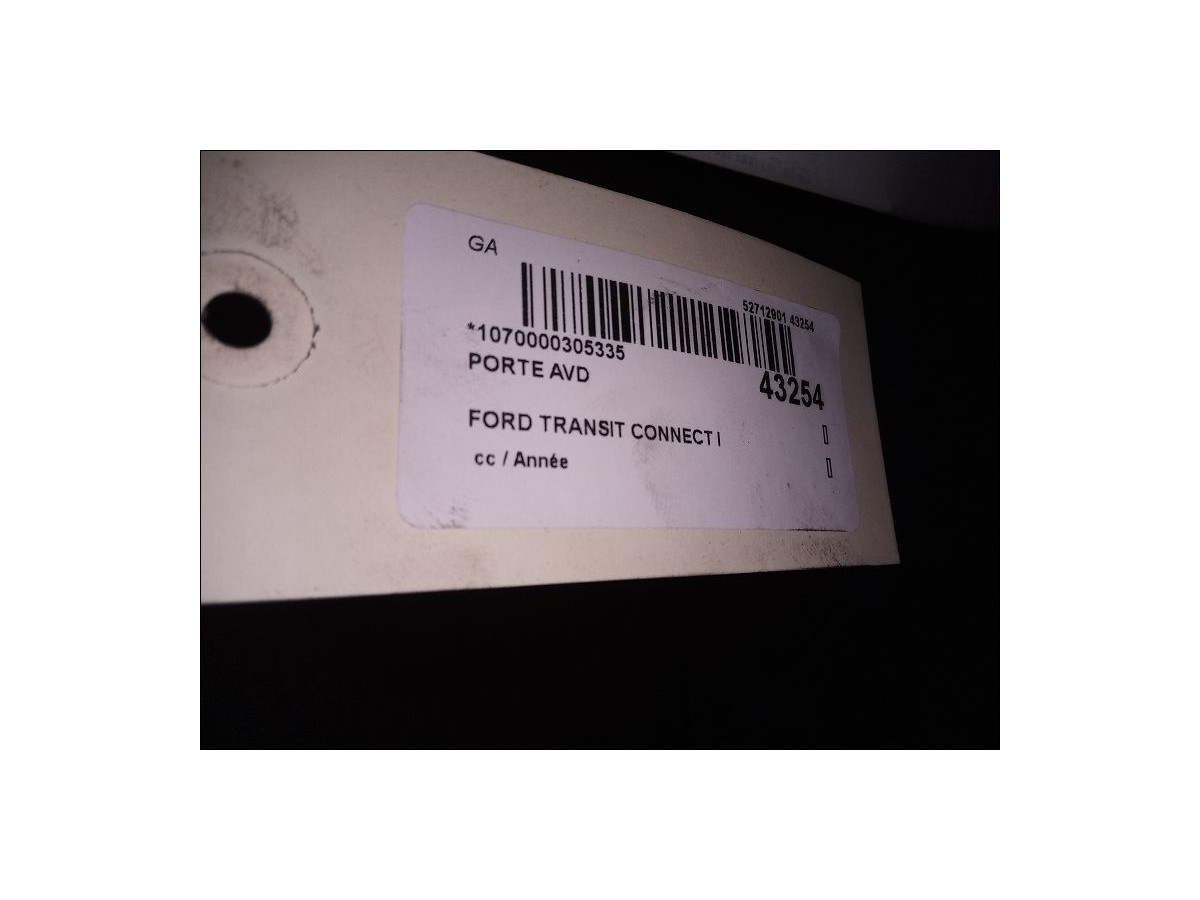 GA
52712901 43254
*1070000305335
PORTE AVD
43254
FORD TRANSIT CONNECT I
cc / Année